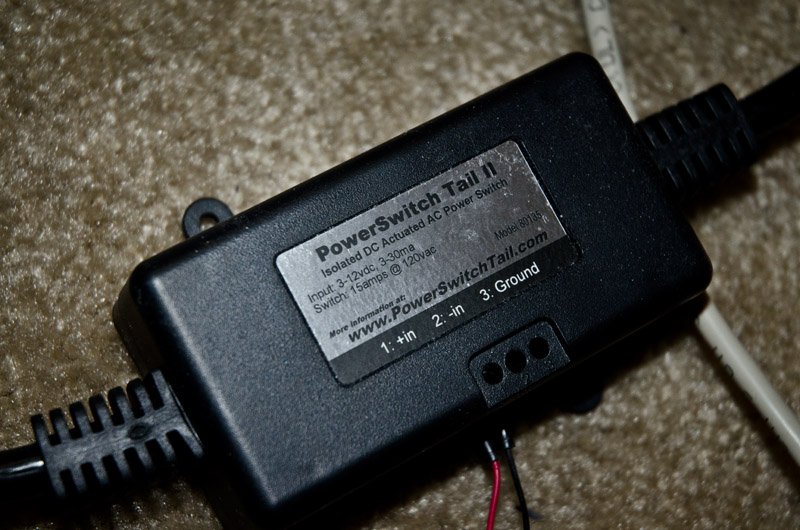 PowerSwitch Tail II
Isolated DC Actuated AC Power Switch
Input: 3-12vdc, 3-30ma
Switch: 15amps @ 120vac
Model 80135
More information at:
www.PowerSwitchTail.com
1: +in 2: -in 3: Ground